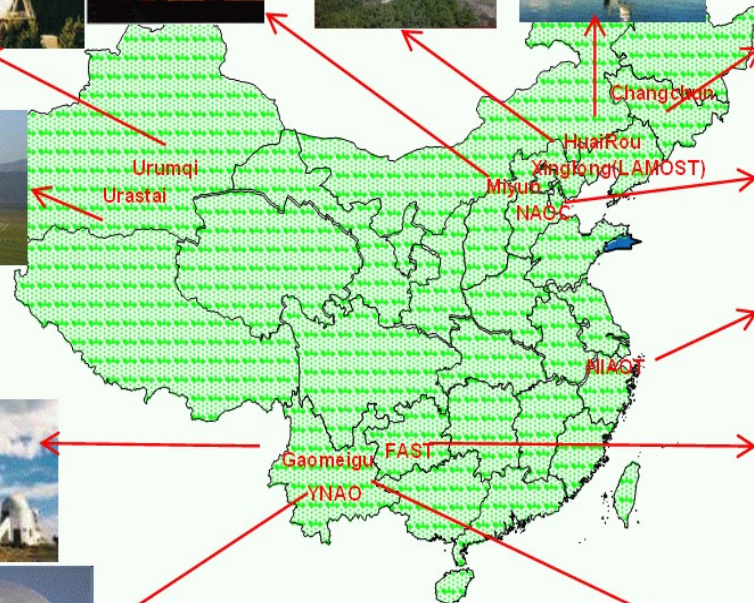 Changchun
HuaiRou
Xinglong(LAMOST)
Urumqi
Miyun
Urastai
NAOC
NIAOT
FAST
Gaomeigu
YNAO